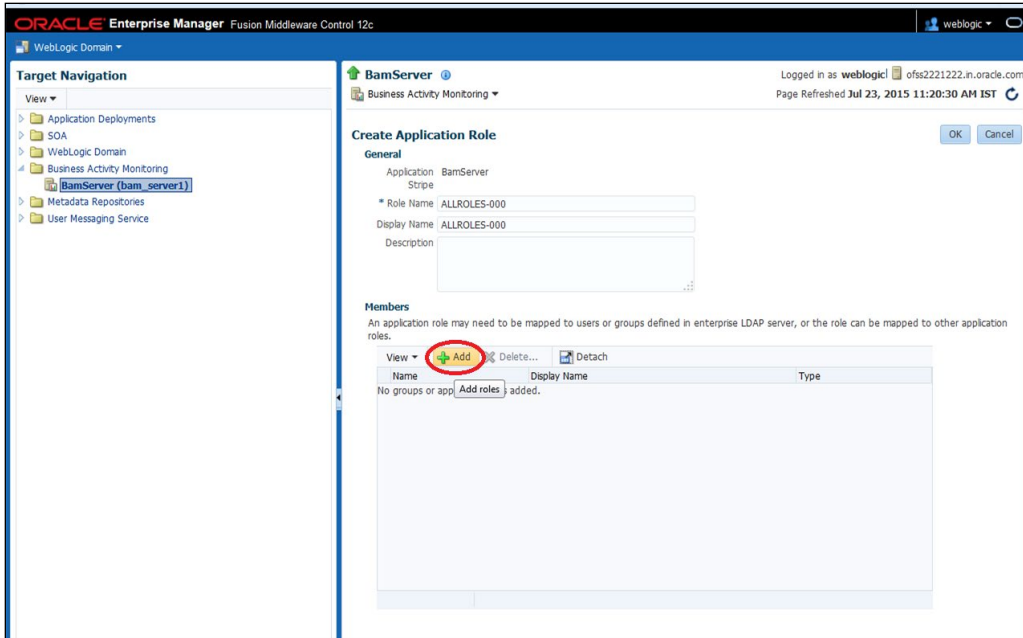 ORACLE Enterprise Manager Fusion Middleware Control 12c
weblogic
WebLogic Domain
Target Navigation
View
Application Deployments
SOA
WebLogic Domain
Business Activity Monitoring
BamServer (bam_server1)
Metadata Repositories
User Messaging Service
BamServer
Logged in as weblogic| ofss2221222.in.oracle.com
Business Activity Monitoring
Page Refreshed Jul 23, 2015 11:20:30 AM IST
Create Application Role
OK Cancel
General
Application Stripe BamServer
* Role Name ALLROLES-000
Display Name ALLROLES-000
Description
Members
An application role may need to be mapped to users or groups defined in enterprise LDAP server, or the role can be mapped to other application
roles.
View Add Delete... Detach
Name Display Name Type
No groups or app s added.
Add roles